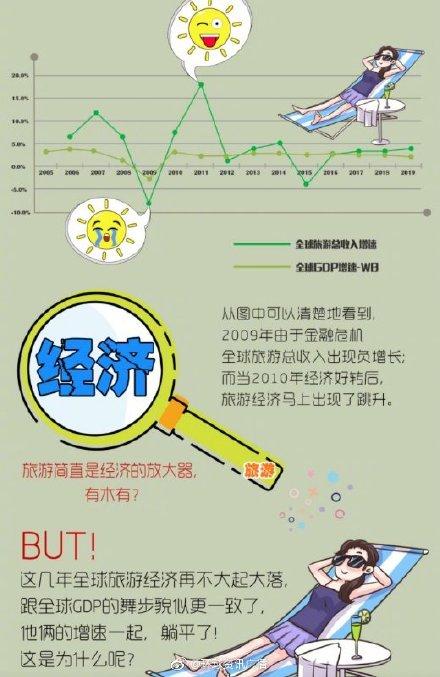 20.0%
15.0%
10.0%
5.0%
0.0%
2005 2006 2007 2008 2009 2010 2011 2012 2013 2014 2015 2016 2017 2018 2019
-5.0%
-10.0%
全球旅游总收入增速
全球GDP增速-WB
从图中可以清楚地看到，
2009年由于金融危机
全球旅游总收入出现负增长；
而当2010年经济好转后，
旅游经济马上出现了跳升。
经济
旅游
旅游简直是经济的放大器，
有木有？
BUT!
这几年全球旅游经济再不大起大落，
跟全球GDP的舞步貌似更一致了，
他俩的增速一起，躺平了！
这是为什么呢？
@环球资讯广播